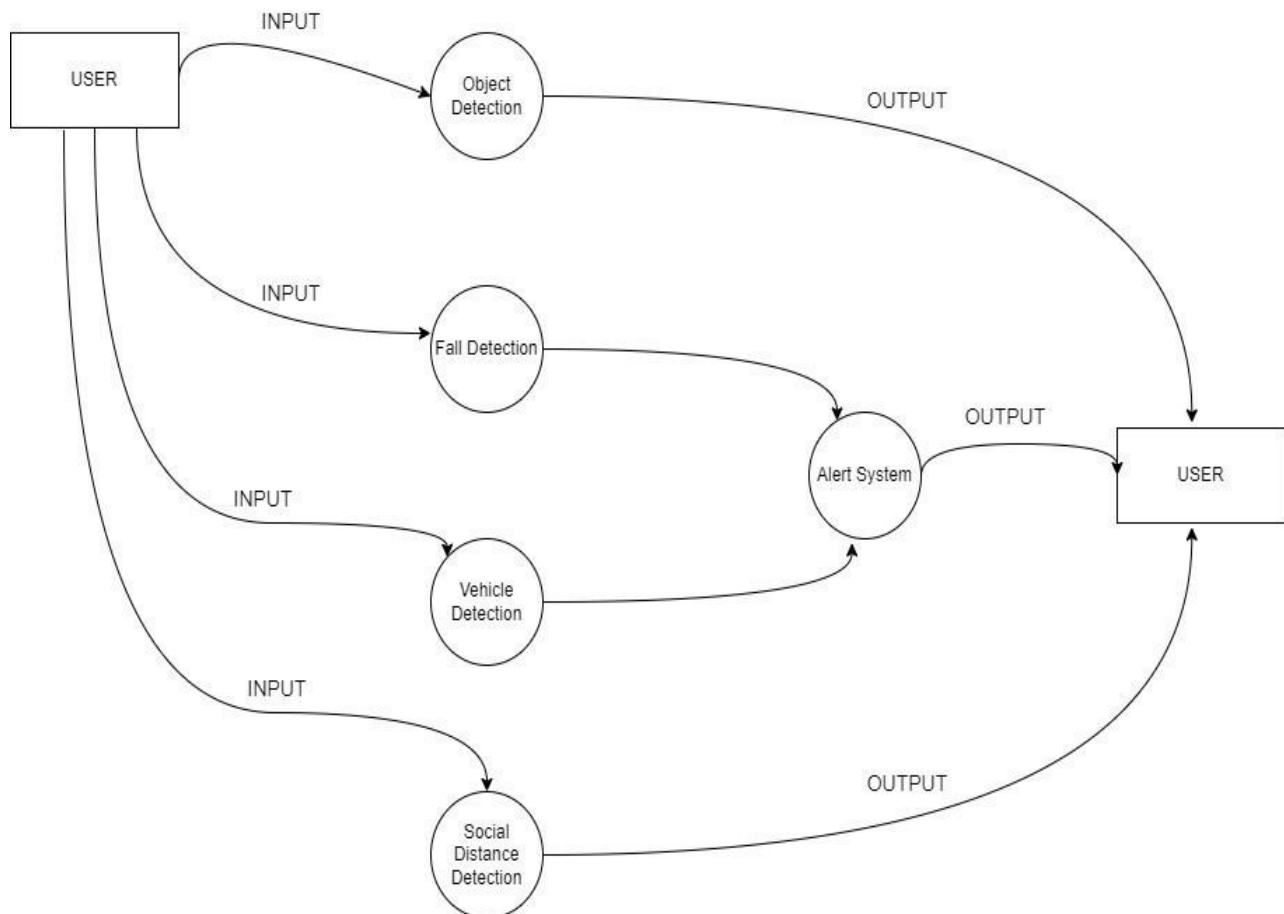 INPUT
USER
Object
Detection
OUTPUT
INPUT
Fall Detection
OUTPUT
Alert System
USER
INPUT
Vehicle
Detection
INPUT
OUTPUT
Social
Distance
Detection